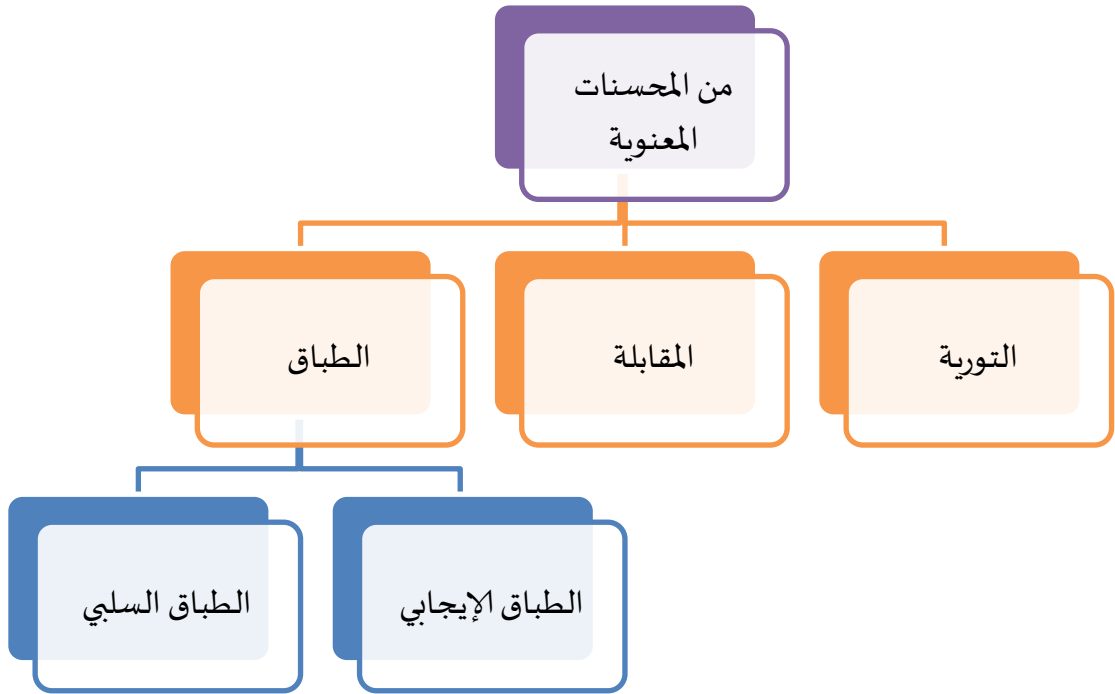 من المحسنات
المعنوية
التورية
المقابلة
الطباق
الطباق الإيجابي
الطباق السلبي